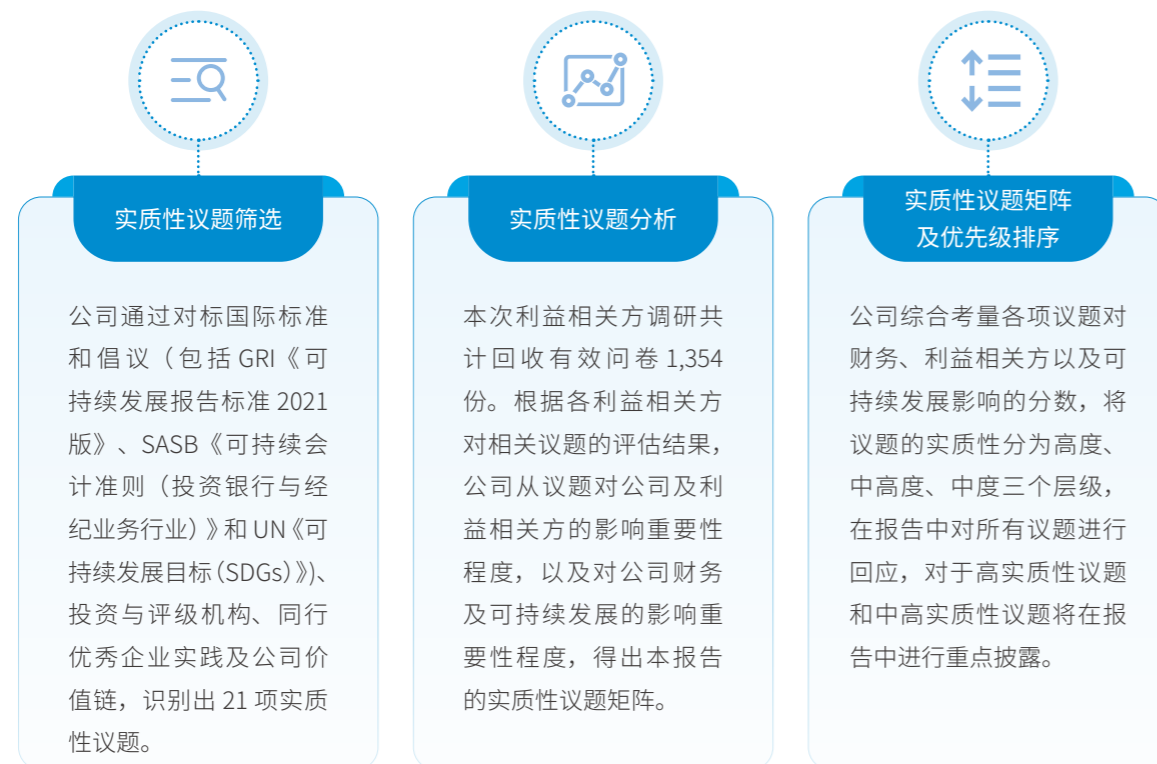 实质性议题筛选
公司通过对标国际标准
和倡议（包括 GRI《可
持续发展报告标准 2021
版》、SASB《可持续会
计准则（投资银行与经
纪业务行业）》和 UN《可
持续发展目标（SDGs）》)、
投资与评级机构、同行
优秀企业实践及公司价
值链，识别出 21 项实质
性议题。
实质性议题分析
本次利益相关方调研共
计回收有效问卷 1,354
份。根据各利益相关方
对相关议题的评估结果，
公司从议题对公司及利
益相关方的影响重要性
程度，以及对公司财务
及可持续发展的影响重
要性程度，得出本报告
的实质性议题矩阵。
实质性议题矩阵
及优先级排序
公司综合考量各项议题对
财务、利益相关方以及可
持续发展影响的分数，将
议题的实质性分为高度、
中高度、中度三个层级，
在报告中对所有议题进行
回应，对于高实质性议题
和中高实质性议题将在报
告中进行重点披露。